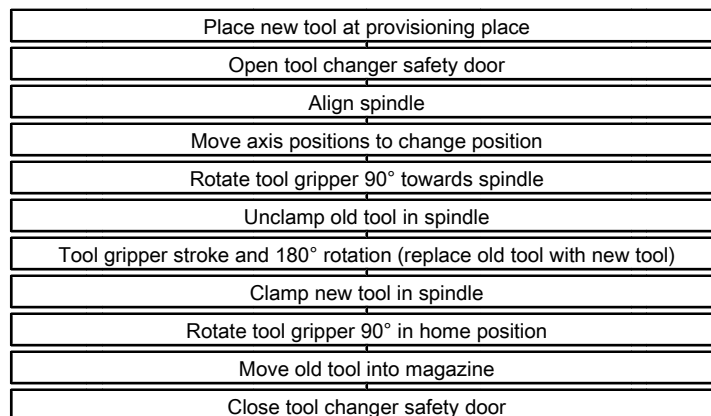 Place new tool at provisioning place
Open tool changer safety door
Align spindle
Move axis positions to change position
Rotate tool gripper 90° towards spindle
Unclamp old tool in spindle
Tool gripper stroke and 180° rotation (replace old tool with new tool)
Clamp new tool in spindle
Rotate tool gripper 90° in home position
Move old tool into magazine
Close tool changer safety door